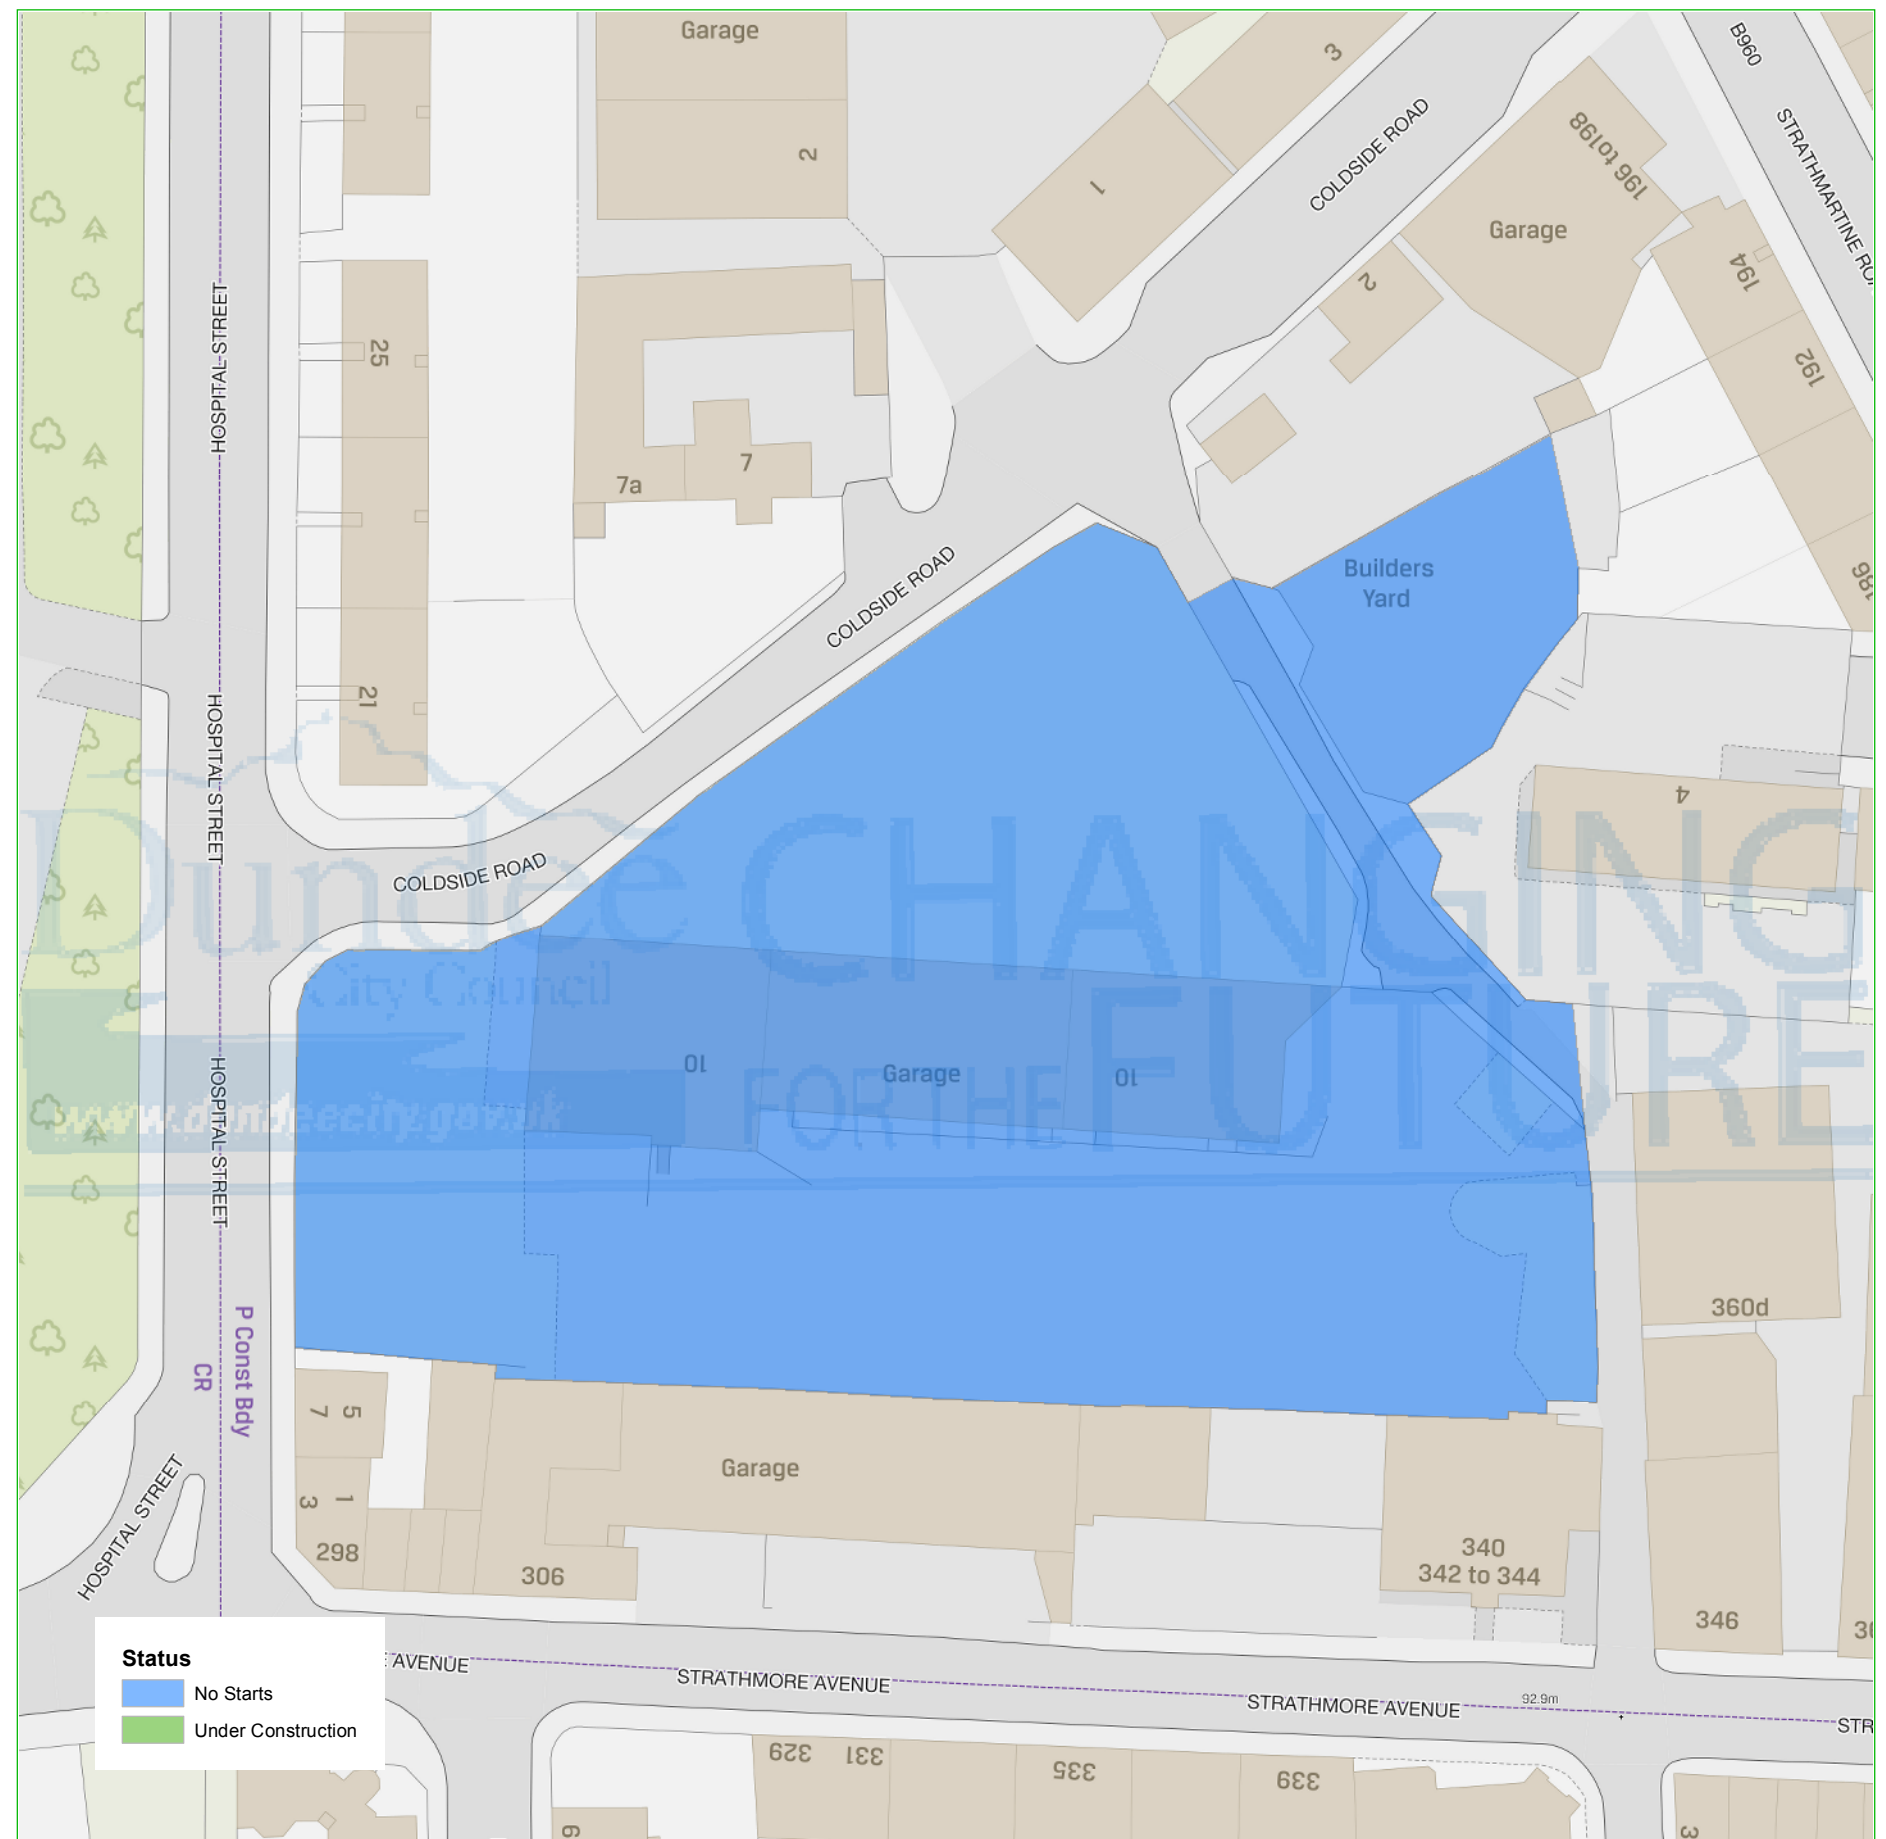 Garage
2
3
1
COLDSIDE ROAD
B960
STRATHMARTINE RO
196 to198
Garage
194
2
192
HOSPITAL STREET
25
7
7a
COLDSIDE ROAD
Builders
Yard
186
21
HOSPITAL STREET
4
COLDSIDE ROAD
Dundee
City Council
CHANGING
FOR THE FUTURE
www.dundeecity.gov.uk
10
Garage
10
HOSPITAL STREET
360d
P Const Bdy
CR
7 5
3 1
298
306
Garage
340
342 to 344
346
HOSPITAL STREET
Status
No Starts
Under Construction
E AVENUE
STRATHMORE AVENUE
STRATHMORE AVENUE
92.9m
STR
329
331
335
339